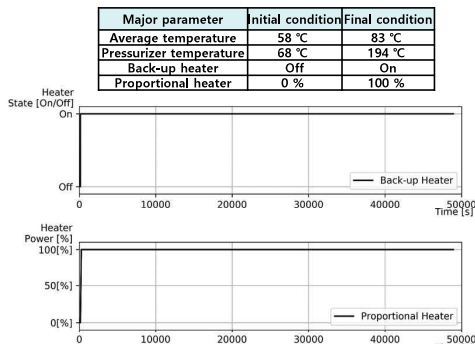 Major parameter Initial condition Final condition
Average temperature 58 ℃ 83 ℃
Pressurizer temperature 68 ℃ 194 ℃
Back-up heater Off On
Proportional heater 0 % 100 %
Heater
State [On/Off]
On
Off
Back-up Heater
0 10000 20000 30000 40000 50000
Time [s]
Heater
Power [%]
100[%]
50[%]
0[%]
Proportional Heater
0 10000 20000 30000 40000 50000